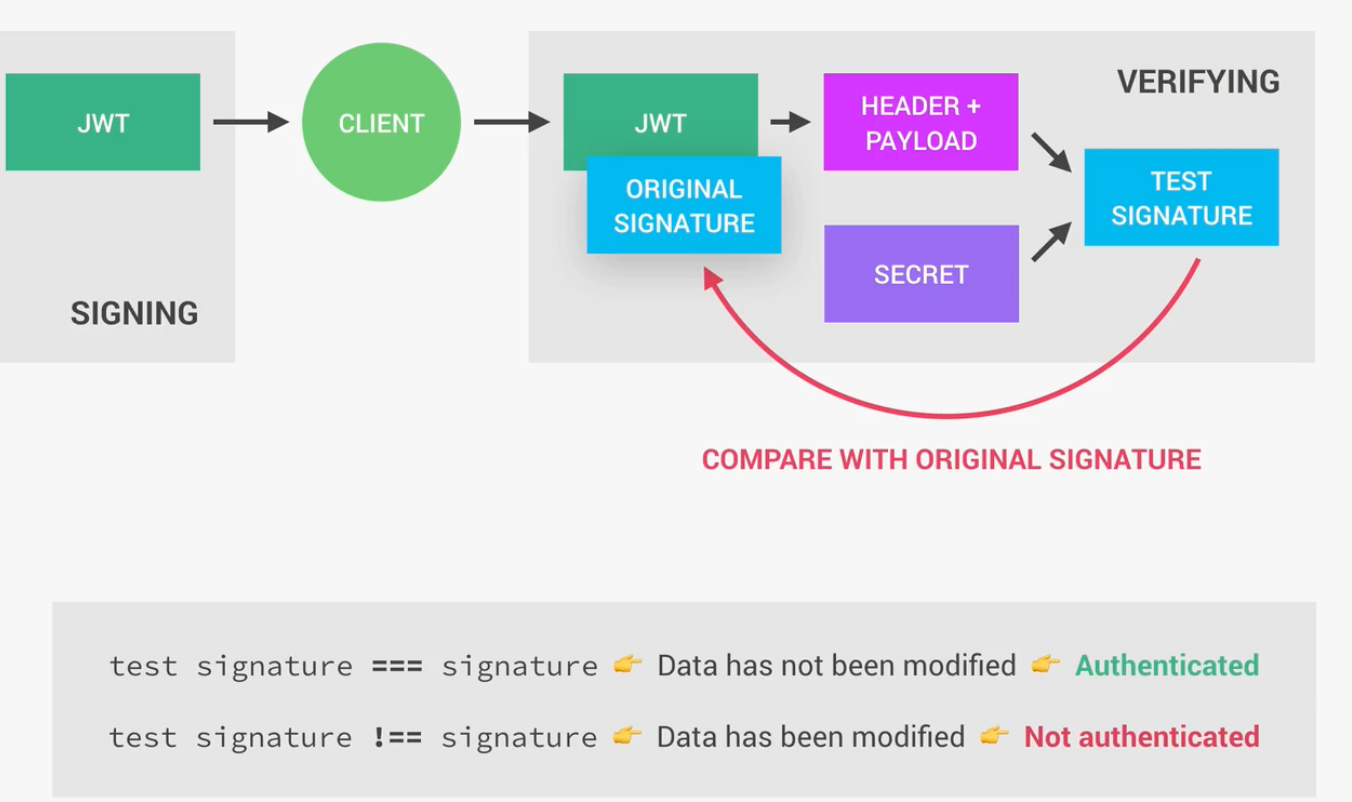 JWT
CLIENT
SIGNING
VERIFYING
JWT
ORIGINAL
SIGNATURE
HEADER +
PAYLOAD
SECRET
TEST
SIGNATURE
COMPARE WITH ORIGINAL SIGNATURE
test signature === signature 👉 Data has not been modified 👉 Authenticated
test signature !== signature 👉 Data has been modified 👉 Not authenticated